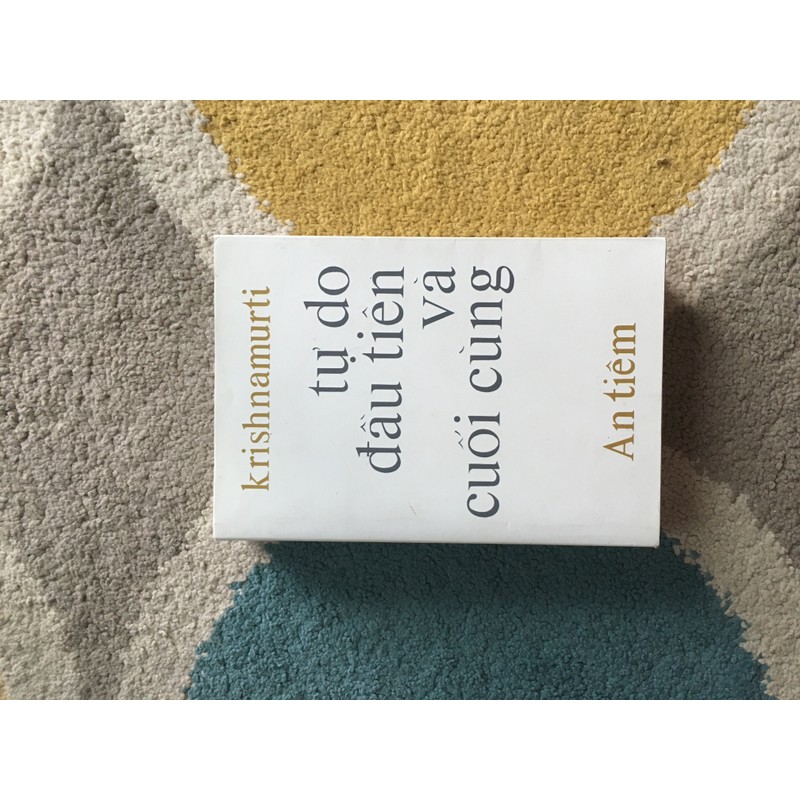 krishnamurti
tự do
đầu tiên
và
cuối cùng
An tiêm